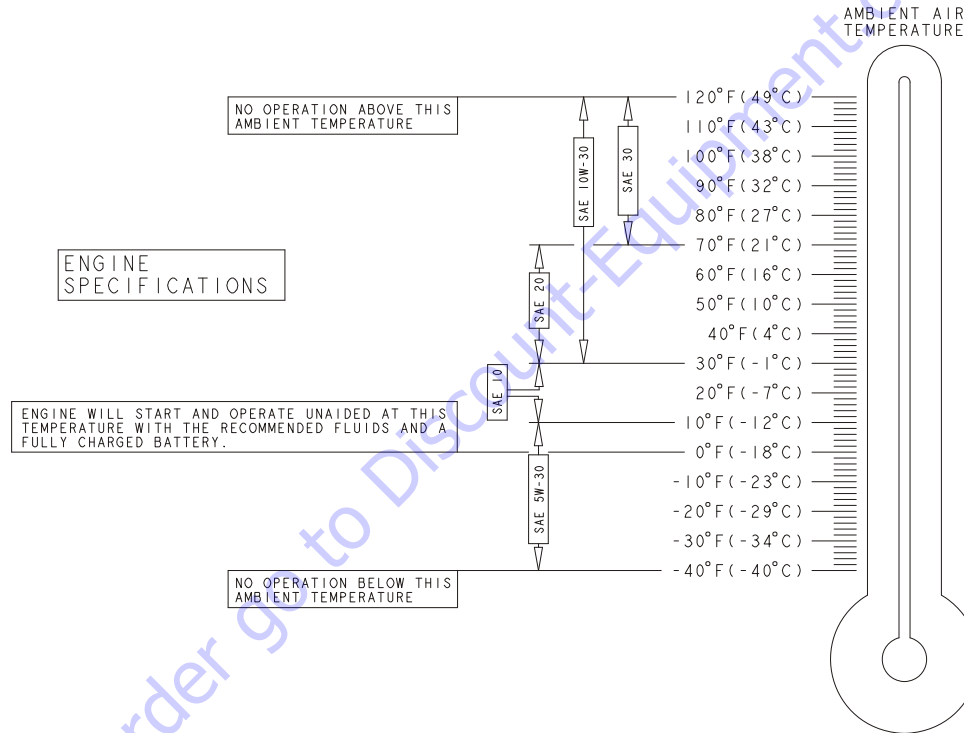 AMBIENT AIR
TEMPERATURE
NO OPERATION ABOVE THIS
AMBIENT TEMPERATURE
120°F(49°C)
110°F(43°C)
100°F(38°C)
90°F(32°C)
80°F(27°C)
70°F(21°C)
60°F(16°C)
50°F(10°C)
40°F(4°C)
30°F(-1°C)
20°F(-7°C)
10°F(-12°C)
0°F(-18°C)
-10°F(-23°C)
-20°F(-29°C)
-30°F(-34°C)
-40°F(-40°C)
SAE 10W-30
SAE 30
ENGINE
SPECIFICATIONS
SAE 20
SAE 10
ENGINE WILL START AND OPERATE UNAIDED AT THIS
TEMPERATURE WITH THE RECOMMENDED FLUIDS AND A
FULLY CHARGED BATTERY.
SAE 5W-30
NO OPERATION BELOW THIS
AMBIENT TEMPERATURE
go to Discount-Equipment.c